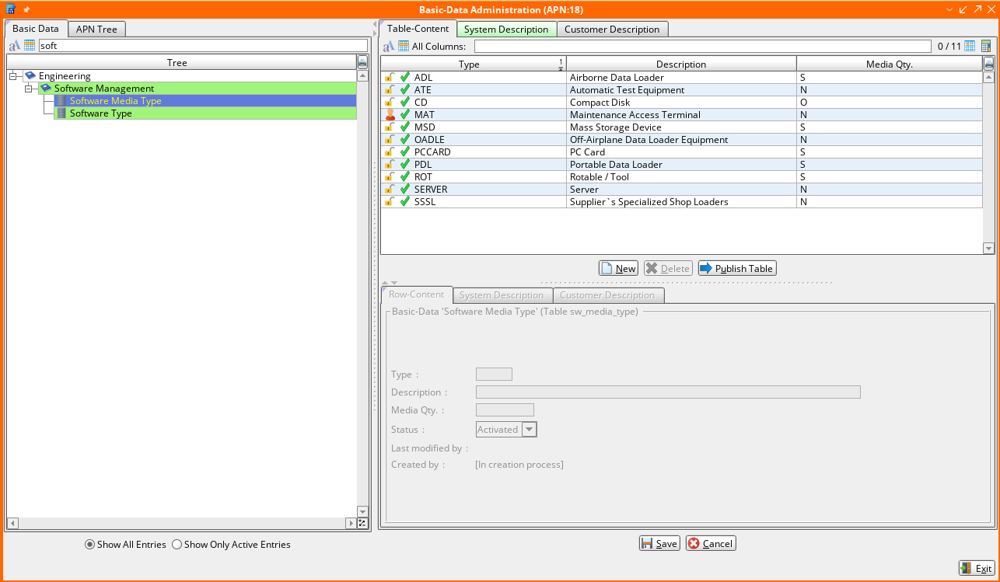 Basic-Data Administration (APN:18)
Basic Data
APN Tree
soft
Tree
Engineering
Software Management
Software Media Type
Software Type
Show All Entries
Show Only Active Entries
Table-Content
System Description
Customer Description
All Columns:
0 / 11
Type 1 Description Media Qty.
ADL Airborne Data Loader S
ATE Automatic Test Equipment N
CD Compact Disk O
MAT Maintenance Access Terminal N
MSD Mass Storage Device S
OADLE Off-Airplane Data Loader Equipment N
PCCARD PC Card S
PDL Portable Data Loader S
ROT Rotable / Tool S
SERVER Server N
SSSL Supplier`s Specialized Shop Loaders N
New
Delete
Publish Table
Row-Content
System Description
Customer Description
Basic-Data 'Software Media Type' (Table sw_media_type)
Type :
Description :
Media Qty. :
Status : Activated
Last modified by :
Created by : [In creation process]
Save
Cancel
Exit